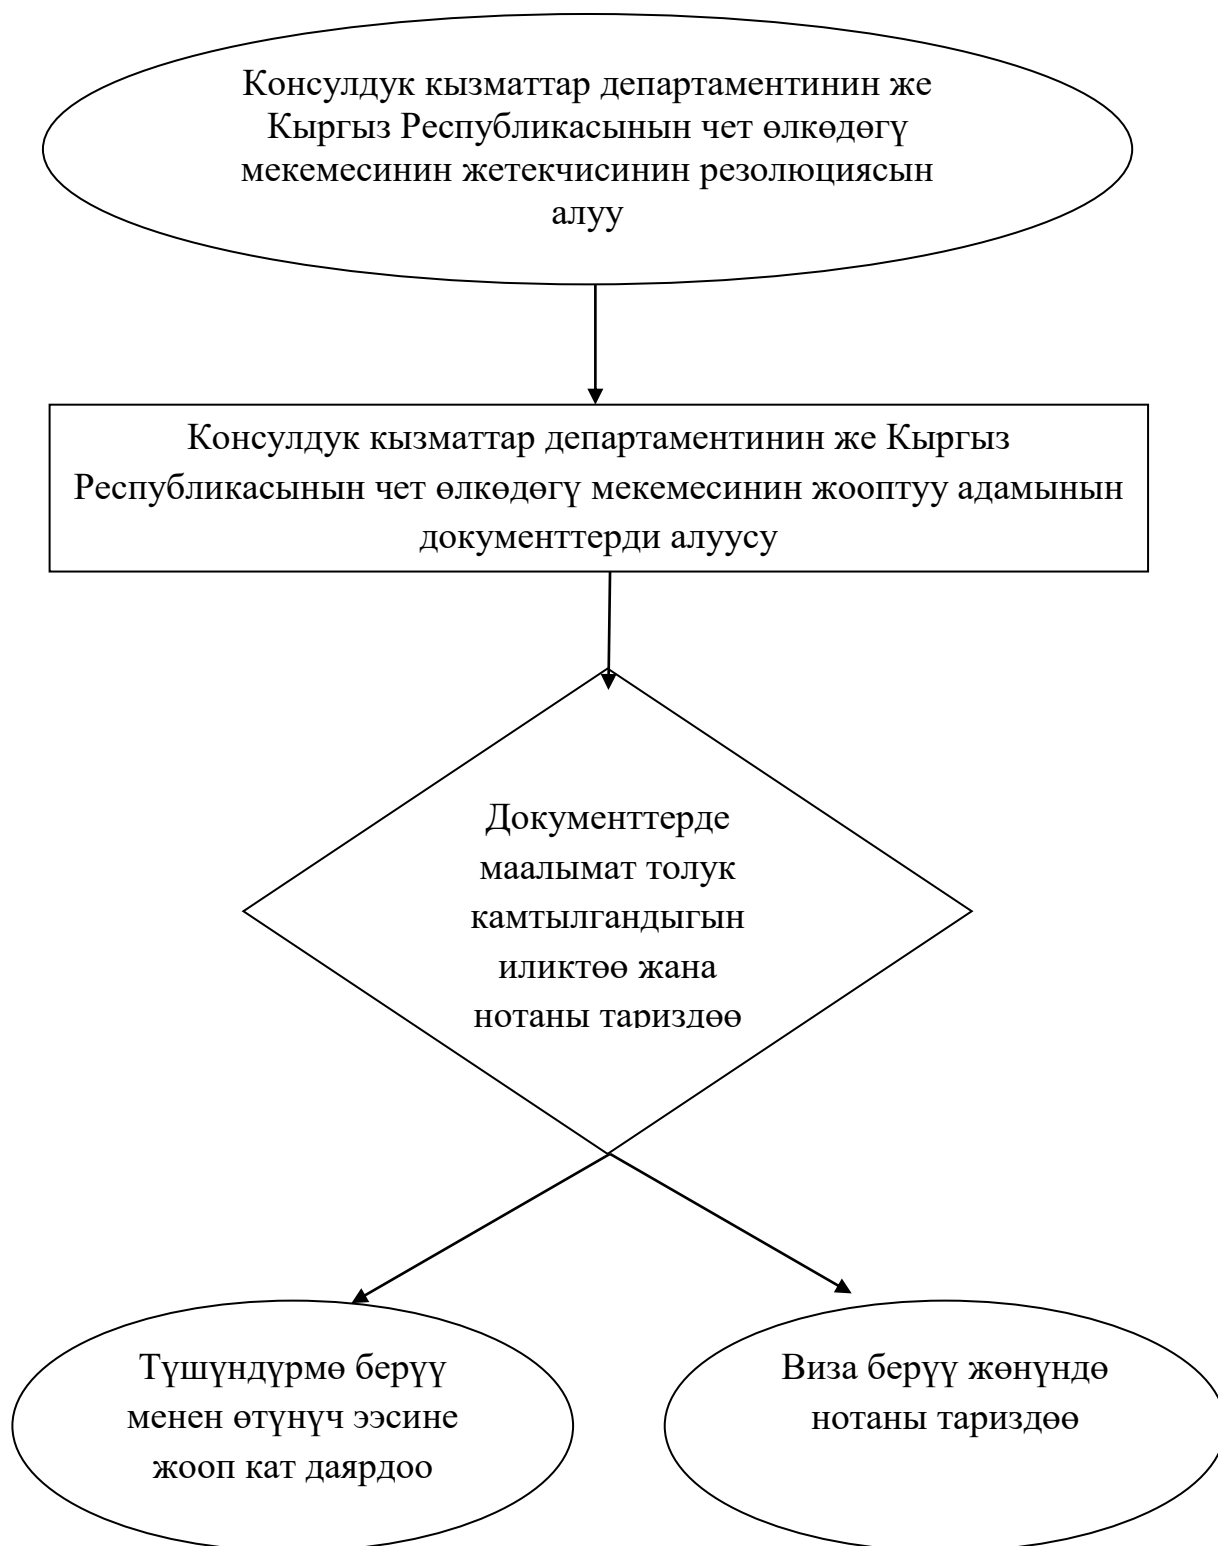 Консулдук кызматтар департаментинин же
Кыргыз Республикасынын чет өлкөдөгү
мекемесинин жетекчисинин резолюциясын
алуу
Консулдук кызматтар департаментинин же Кыргыз
Республикасынын чет өлкөдөгү мекемесинин жооптуу адамынын
документтерди алуусу
Документтерде
маалымат толук
камтылгандыгын
иликтөө жана
нотаны тариздөө
Түшүндүрмө берүү
менен өтүнүч ээсине
жооп кат даярдоо
Виза берүү жөнүндө
нотаны тариздөө